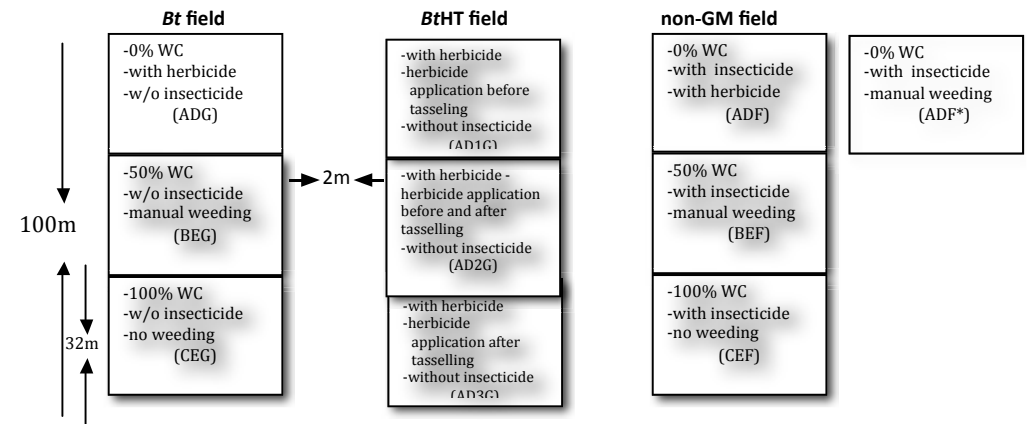 Bt field
-0% WC
-with herbicide
-w/o insecticide
(ADG)
-50% WC
-w/o insecticide
-manual weeding
(BEG)
-100% WC
-w/o insecticide
-no weeding
(CEG)
100m
32m
2m
BtHT field
-with herbicide
-herbicide
application before
tasseling
-without insecticide
(AD1G)
-with herbicide -
herbicide application
before and after
tasselling
-without insecticide
(AD2G)
-with herbicide
-herbicide
application after
tasselling
-without insecticide
(AD3G)
non-GM field
-0% WC
-with insecticide
-with herbicide
(ADF)
-50% WC
-with insecticide
-manual weeding
(BEF)
-100% WC
-with insecticide
-no weeding
(CEF)
-0% WC
-with insecticide
-manual weeding
(ADF*)